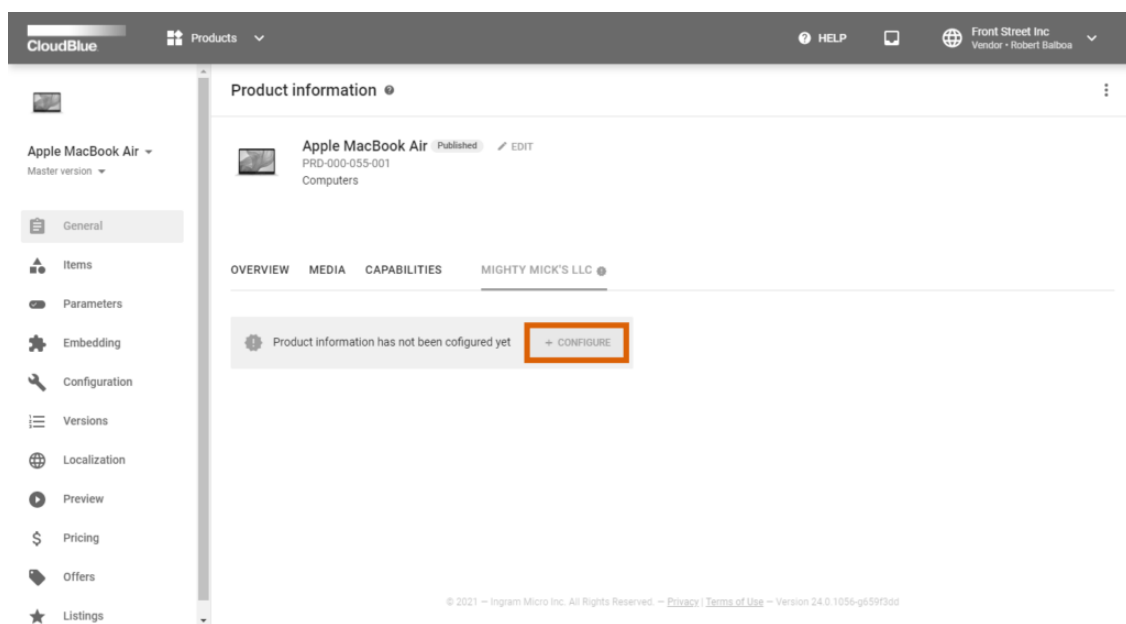 CloudBlue
Products
HELP
Front Street Inc
Vendor • Robert Balboa
Apple MacBook Air
Master version
General
Items
Parameters
Embedding
Configuration
Versions
Localization
Preview
Pricing
Offers
Listings
Product information
Apple MacBook Air Published EDIT
PRD-000-055-001
Computers
OVERVIEW MEDIA CAPABILITIES MIGHTY MICK'S LLC
Product information has not been cofigured yet + CONFIGURE
© 2021 — Ingram Micro Inc. All Rights Reserved. — Privacy | Terms of Use — Version 24.0.1056-g659f3dd